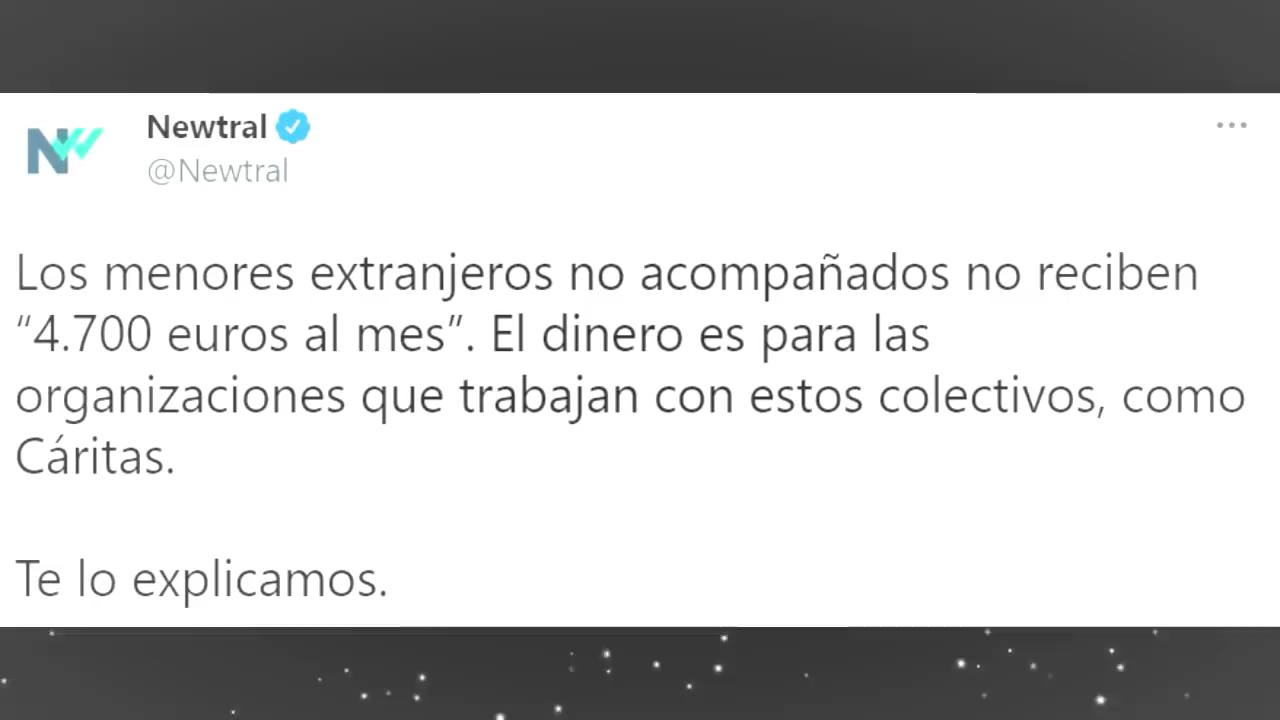 Newtral
@Newtral
Los menores extranjeros no acompañados no reciben
“4.700 euros al mes”. El dinero es para las
organizaciones que trabajan con estos colectivos, como
Cáritas.
Te lo explicamos.